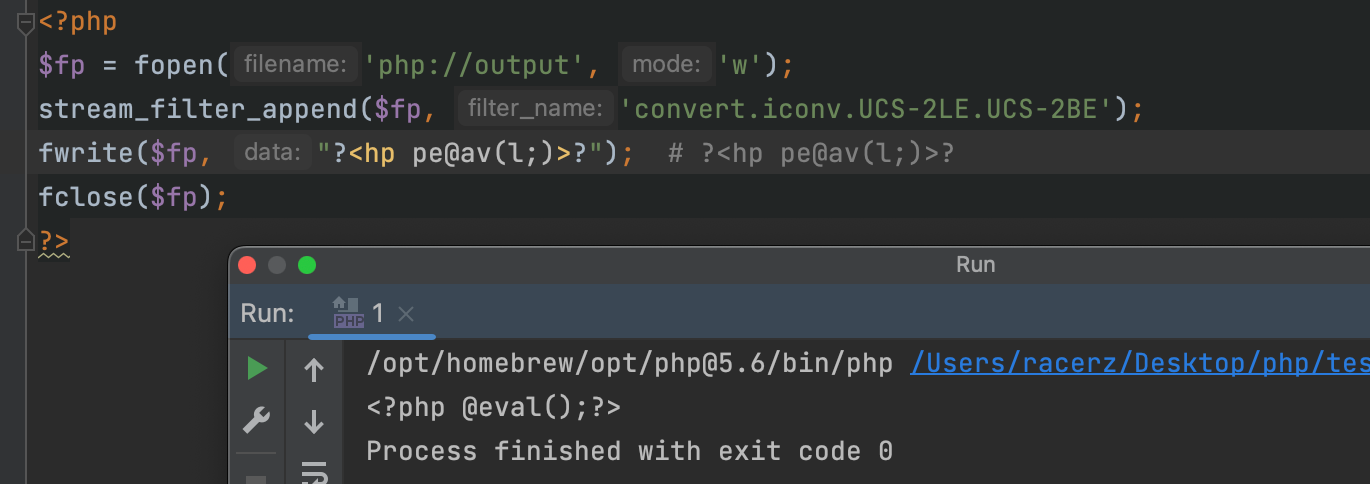 <?php
$fp = fopen( filename: 'php://output', mode: 'w');
stream_filter_append($fp, filter_name: 'convert.iconv.UCS-2LE.UCS-2BE');
fwrite($fp, data: "?<hp pe@av(l;)>?"); # ?<hp pe@av(l;)>?
fclose($fp);
?>
Run
Run: PHP 1
/opt/homebrew/opt/php@5.6/bin/php /Users/racerz/Desktop/php/tes
<?php @eval();?>
Process finished with exit code 0